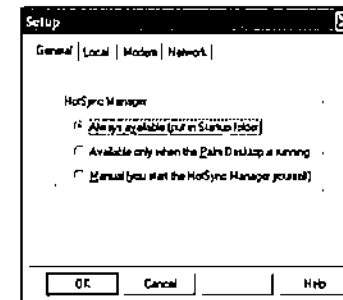 Setup
General Local Modem Network
HotSync Manager
Always available (put in Startup folder)
Available only when the Palm Desktop is running
Manual (you start the HotSync Manager yourself)
OK Cancel Help